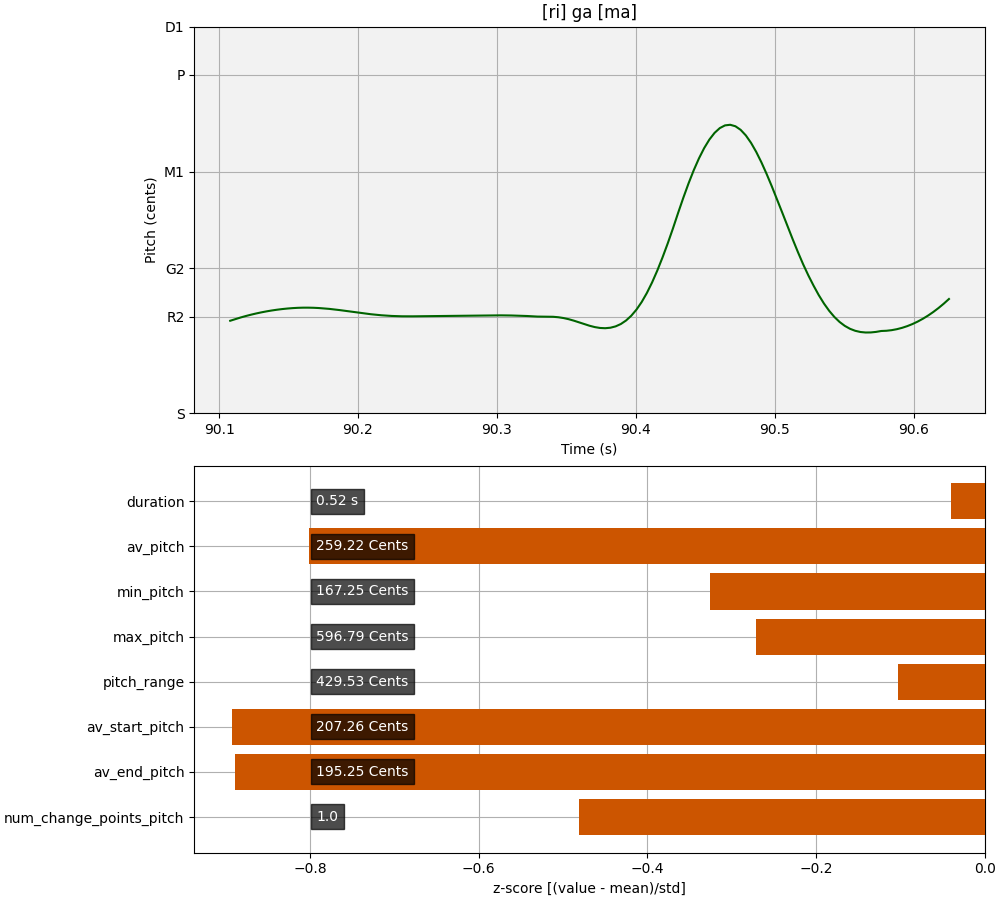 [ri] ga [ma]
D1
P
M1
G2
R2
S
Pitch (cents)
90.1 90.2 90.3 90.4 90.5 90.6
Time (s)
duration 0.52 s
av_pitch 259.22 Cents
min_pitch 167.25 Cents
max_pitch 596.79 Cents
pitch_range 429.53 Cents
av_start_pitch 207.26 Cents
av_end_pitch 195.25 Cents
num_change_points_pitch 1.0
−0.8 −0.6 −0.4 −0.2 0.0
z-score [(value - mean)/std]